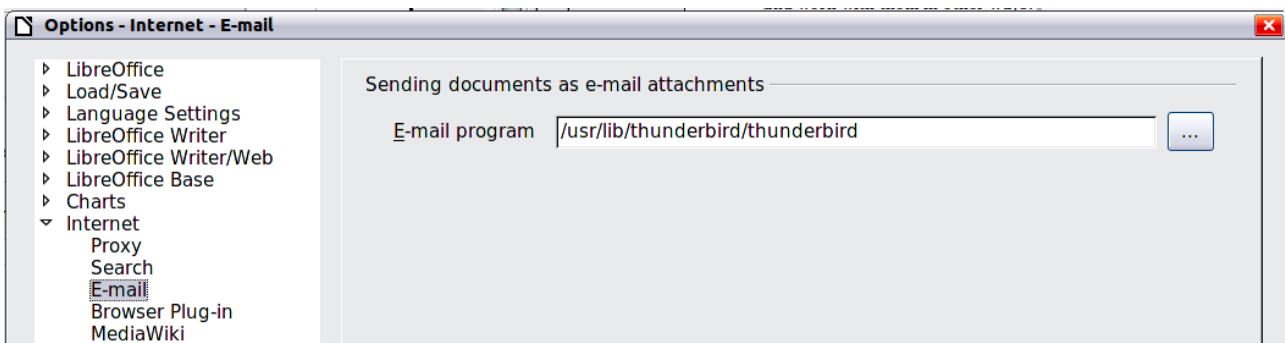 Options - Internet - E-mail
LibreOffice
Load/Save
Language Settings
LibreOffice Writer
LibreOffice Writer/Web
LibreOffice Base
Charts
Internet
Proxy
Search
E-mail
Browser Plug-in
MediaWiki
Sending documents as e-mail attachments
E-mail program /usr/lib/thunderbird/thunderbird ...